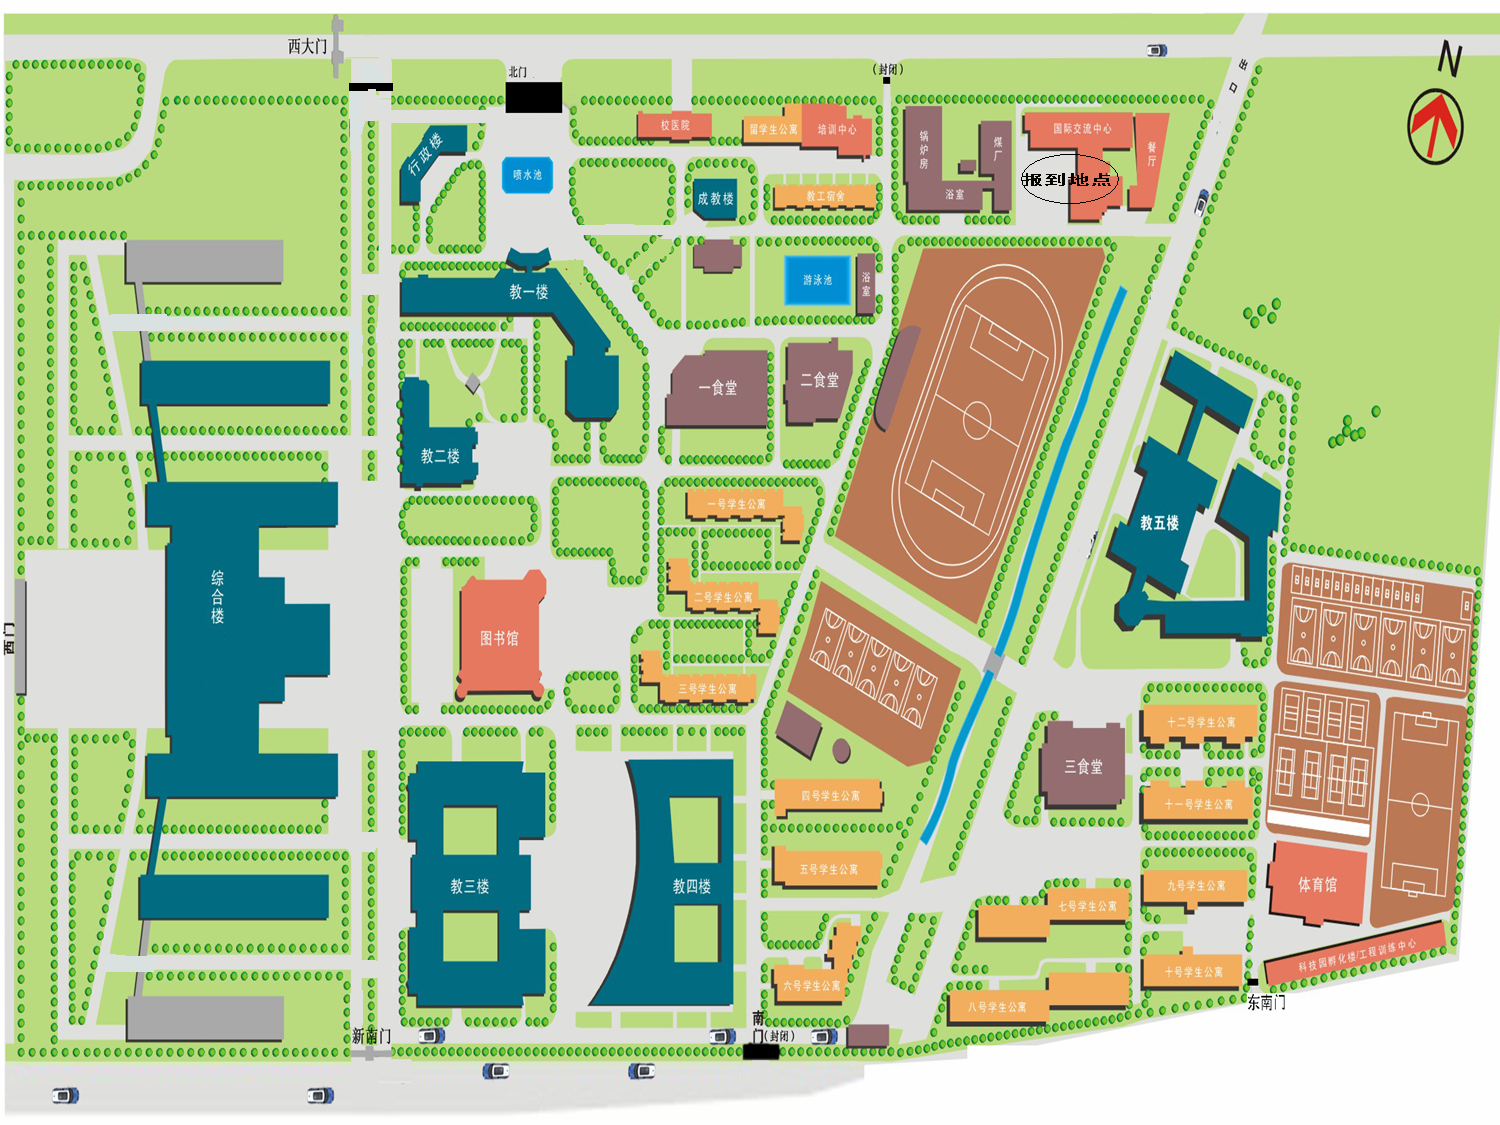 西大门
北门
(封闭)
出口
N
校医院
留学生公寓
培训中心
国际交流中心
餐厅
锅炉房
煤厂
浴室
行政楼
喷水池
成教楼
教工宿舍
报到地点
教一楼
游泳池
浴室
一食堂
二食堂
教二楼
一号学生公寓
教五楼
综合楼
二号学生公寓
图书馆
西门
三号学生公寓
十二号学生公寓
三食堂
四号学生公寓
十一号学生公寓
教三楼
教四楼
五号学生公寓
九号学生公寓
体育馆
七号学生公寓
科技园孵化楼/工程训练中心
六号学生公寓
十号学生公寓
八号学生公寓
东南门
新南门
南门(封闭)